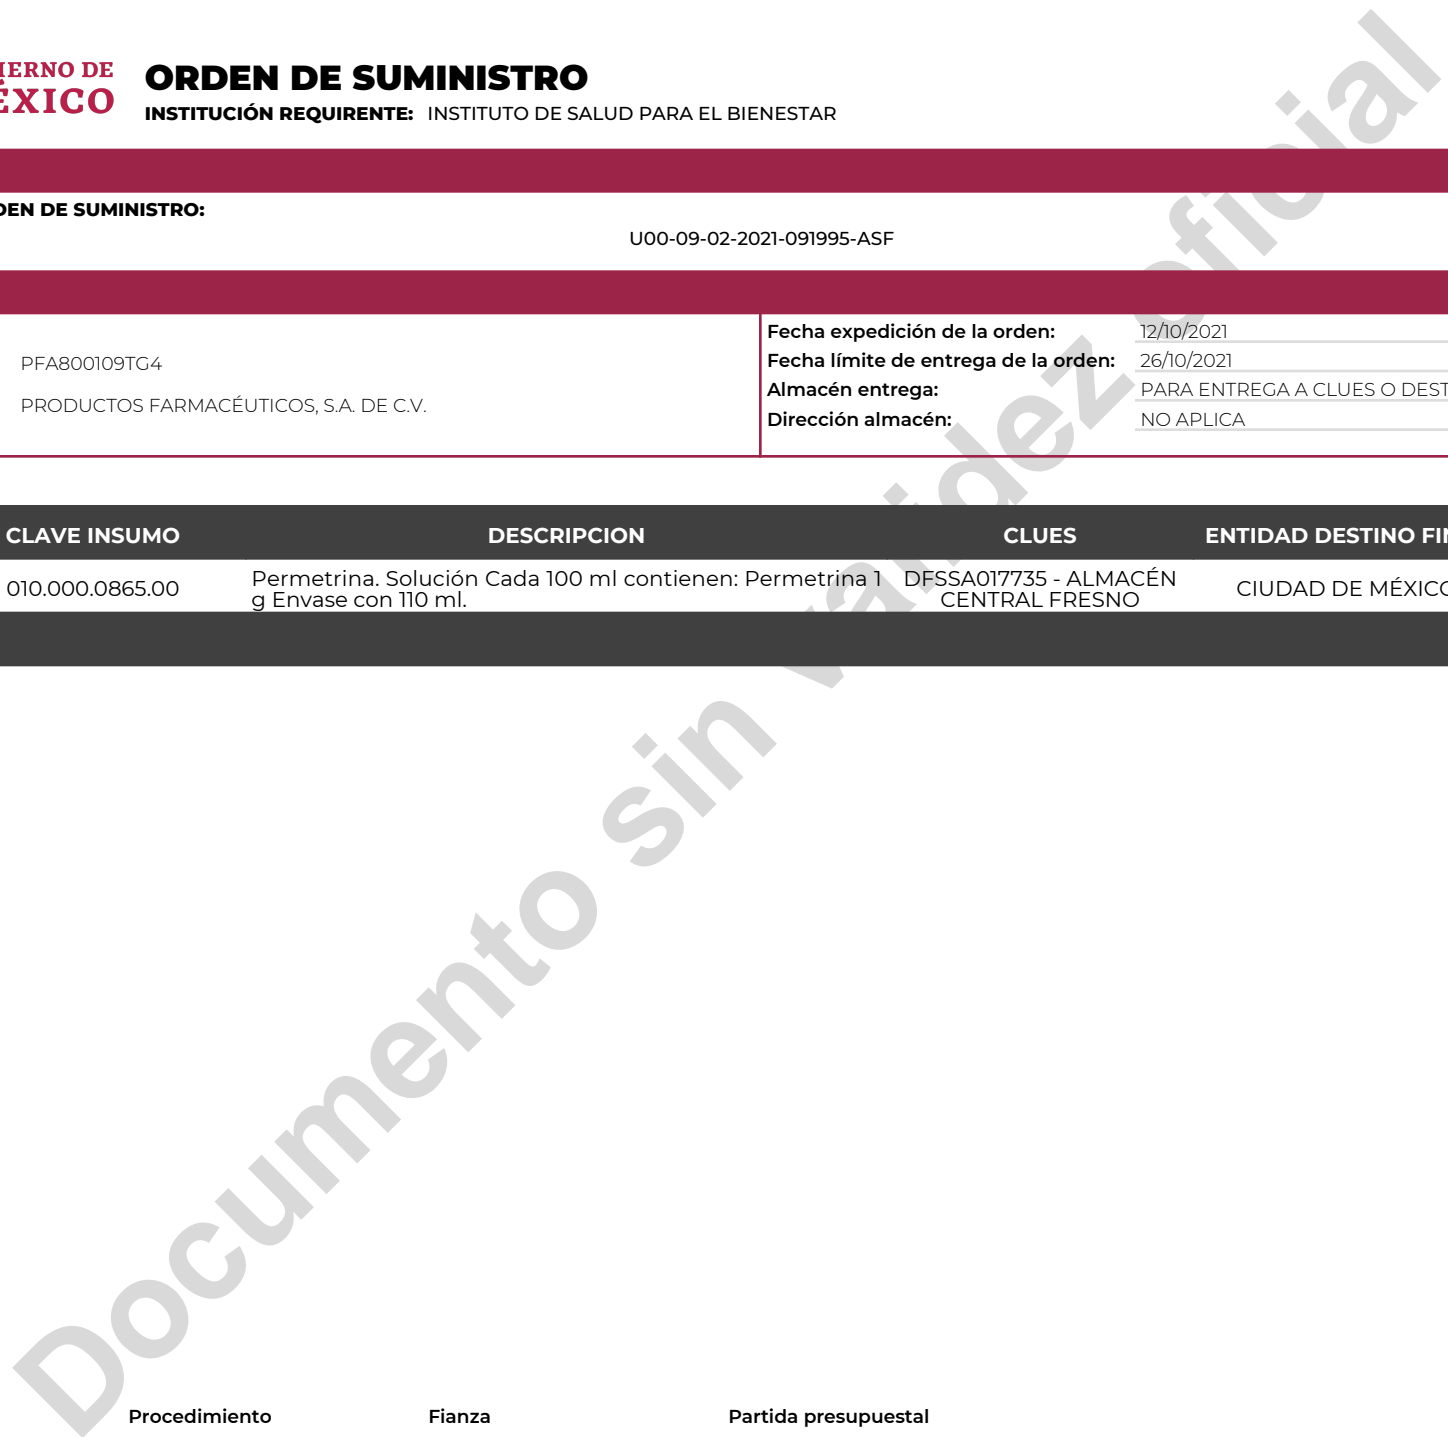 IERNO DE
ÉXICO
ORDEN DE SUMINISTRO
INSTITUCIÓN REQUIRENTE: INSTITUTO DE SALUD PARA EL BIENESTAR
DEN DE SUMINISTRO:
U00-09-02-2021-091995-ASF
PFA800109TG4
PRODUCTOS FARMACÉUTICOS, S.A. DE C.V.
Fecha expedición de la orden: 12/10/2021
Fecha límite de entrega de la orden: 26/10/2021
Almacén entrega: PARA ENTREGA A CLUES O DEST
Dirección almacén: NO APLICA
CLAVE INSUMO DESCRIPCION CLUES ENTIDAD DESTINO FIN
010.000.0865.00
Permetrina. Solución Cada 100 ml contienen: Permetrina 1
g Envase con 110 ml.
DFSSA017735 - ALMACÉN
CENTRAL FRESNO
CIUDAD DE MÉXICO
Documento sin validez oficial
Procedimiento Fianza Partida presupuestal